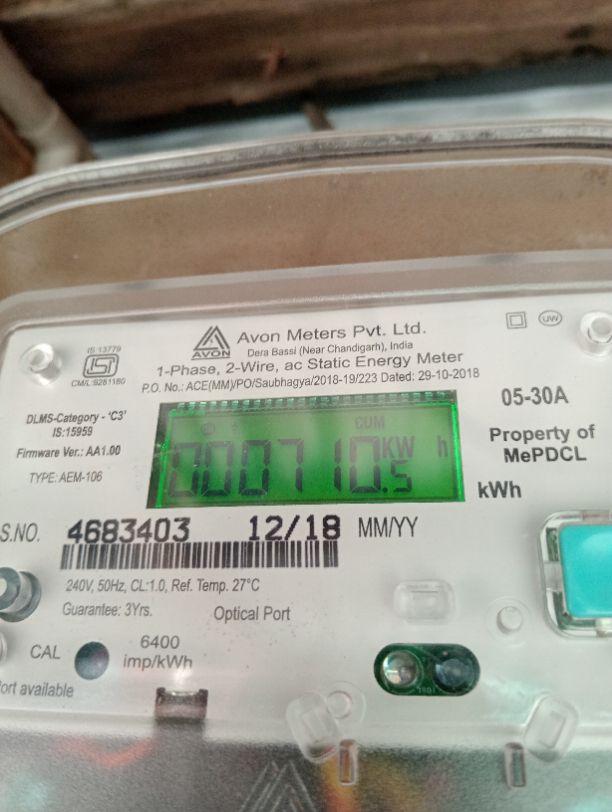 Avon Meters Pvt. Ltd.
AVON
Dera Bassi (Near Chandigarh), India
UW
IS 13779
ISI
CM/L:9281180
1-Phase, 2-Wire, ac Static Energy Meter
P.O. No.: ACE(MM)/PO/Saubhagya/2018-19/223 Dated: 29-10-2018
DLMS-Category - 'C3'
IS:15959
Firmware Ver.: AA1.00
TYPE: AEM-106
CUM
000710.5 KW h
05-30A
Property of
MePDCL
kWh
S.NO. 4683403 12/18 MM/YY
240V, 50Hz, CL:1.0, Ref. Temp. 27°C
Guarantee: 3Yrs.
Optical Port
CAL
6400
imp/kWh
ort available